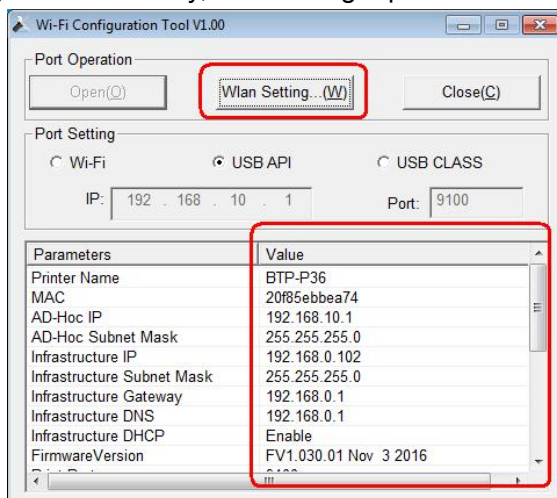 Wi-Fi Configuration Tool V1.00
Port Operation
Open(O) Wlan Setting...(W) Close(C)
Port Setting
Wi-Fi USB API USB CLASS
IP: 192 . 168 . 10 . 1 Port: 9100
Parameters Value
Printer Name BTP-P36
MAC 20f85ebbea74
AD-Hoc IP 192.168.10.1
AD-Hoc Subnet Mask 255.255.255.0
Infrastructure IP 192.168.0.102
Infrastructure Subnet Mask 255.255.255.0
Infrastructure Gateway 192.168.0.1
Infrastructure DNS 192.168.0.1
Infrastructure DHCP Enable
FirmwareVersion FV1.030.01 Nov 3 2016